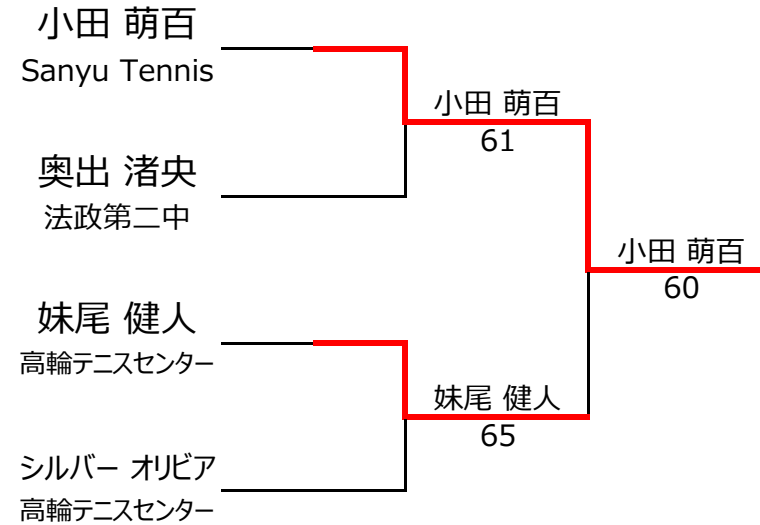 小田 萌百
Sanyu Tennis
小田 萌百
61
奥出 渚央
法政第二中
小田 萌百
60
妹尾 健人
高輪テニスセンター
妹尾 健人
65
シルバー オリビア
高輪テニスセンター